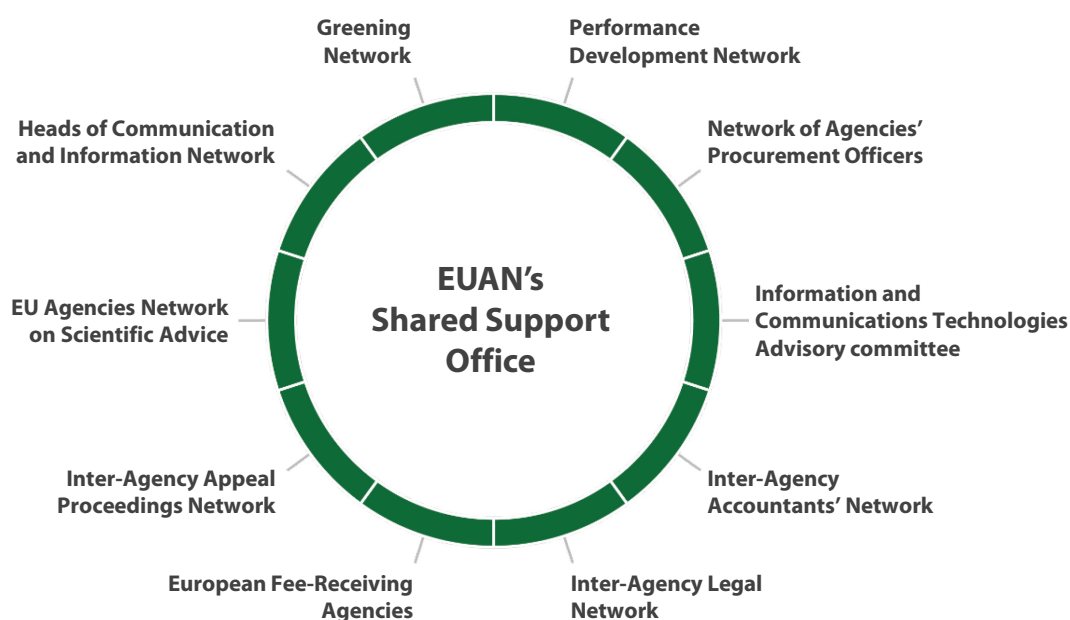 Greening
Network
Performance
Development Network
Heads of Communication
and Information Network
Network of Agencies’
Procurement Officers
EUAN’s
Shared Support
Office
EU Agencies Network
on Scientific Advice
Information and
Communications Technologies
Advisory committee
Inter-Agency Appeal
Proceedings Network
Inter-Agency
Accountants’ Network
European Fee-Receiving
Agencies
Inter-Agency Legal
Network